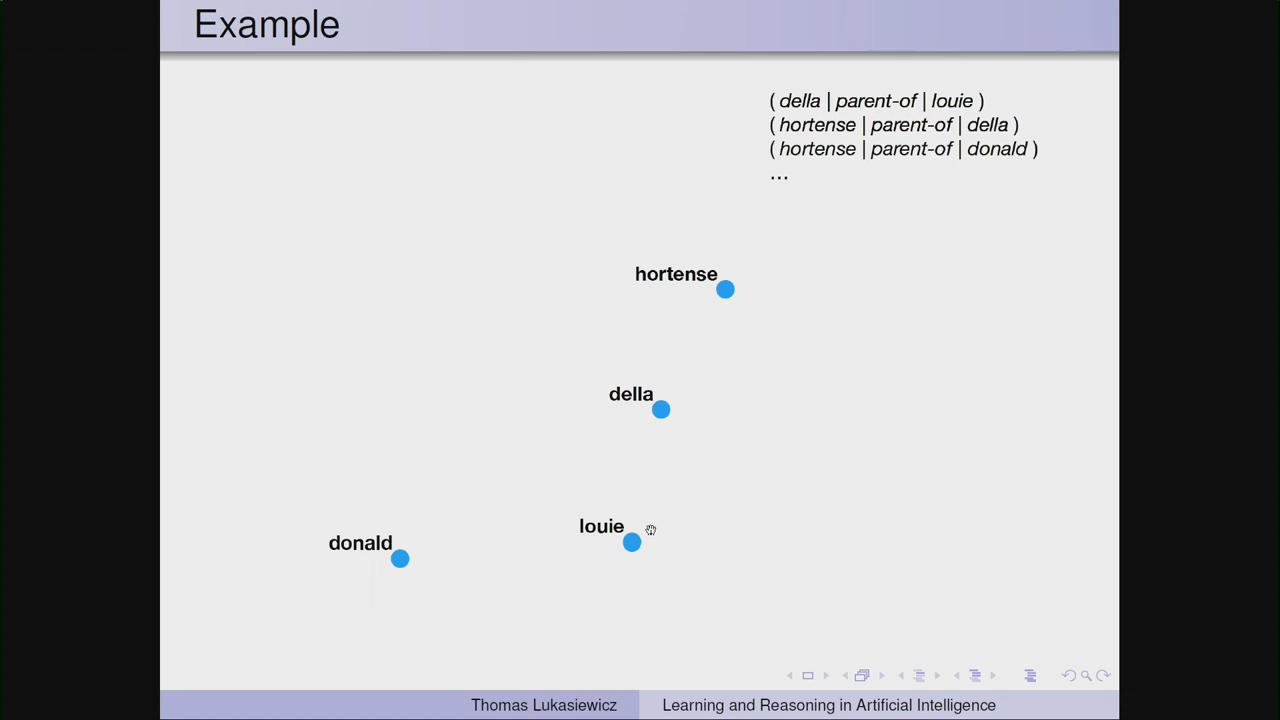 Example
( della | parent-of | louie )
( hortense | parent-of | della )
( hortense | parent-of | donald )
...
hortense
della
louie
donald
Thomas Lukasiewicz
Learning and Reasoning in Artificial Intelligence